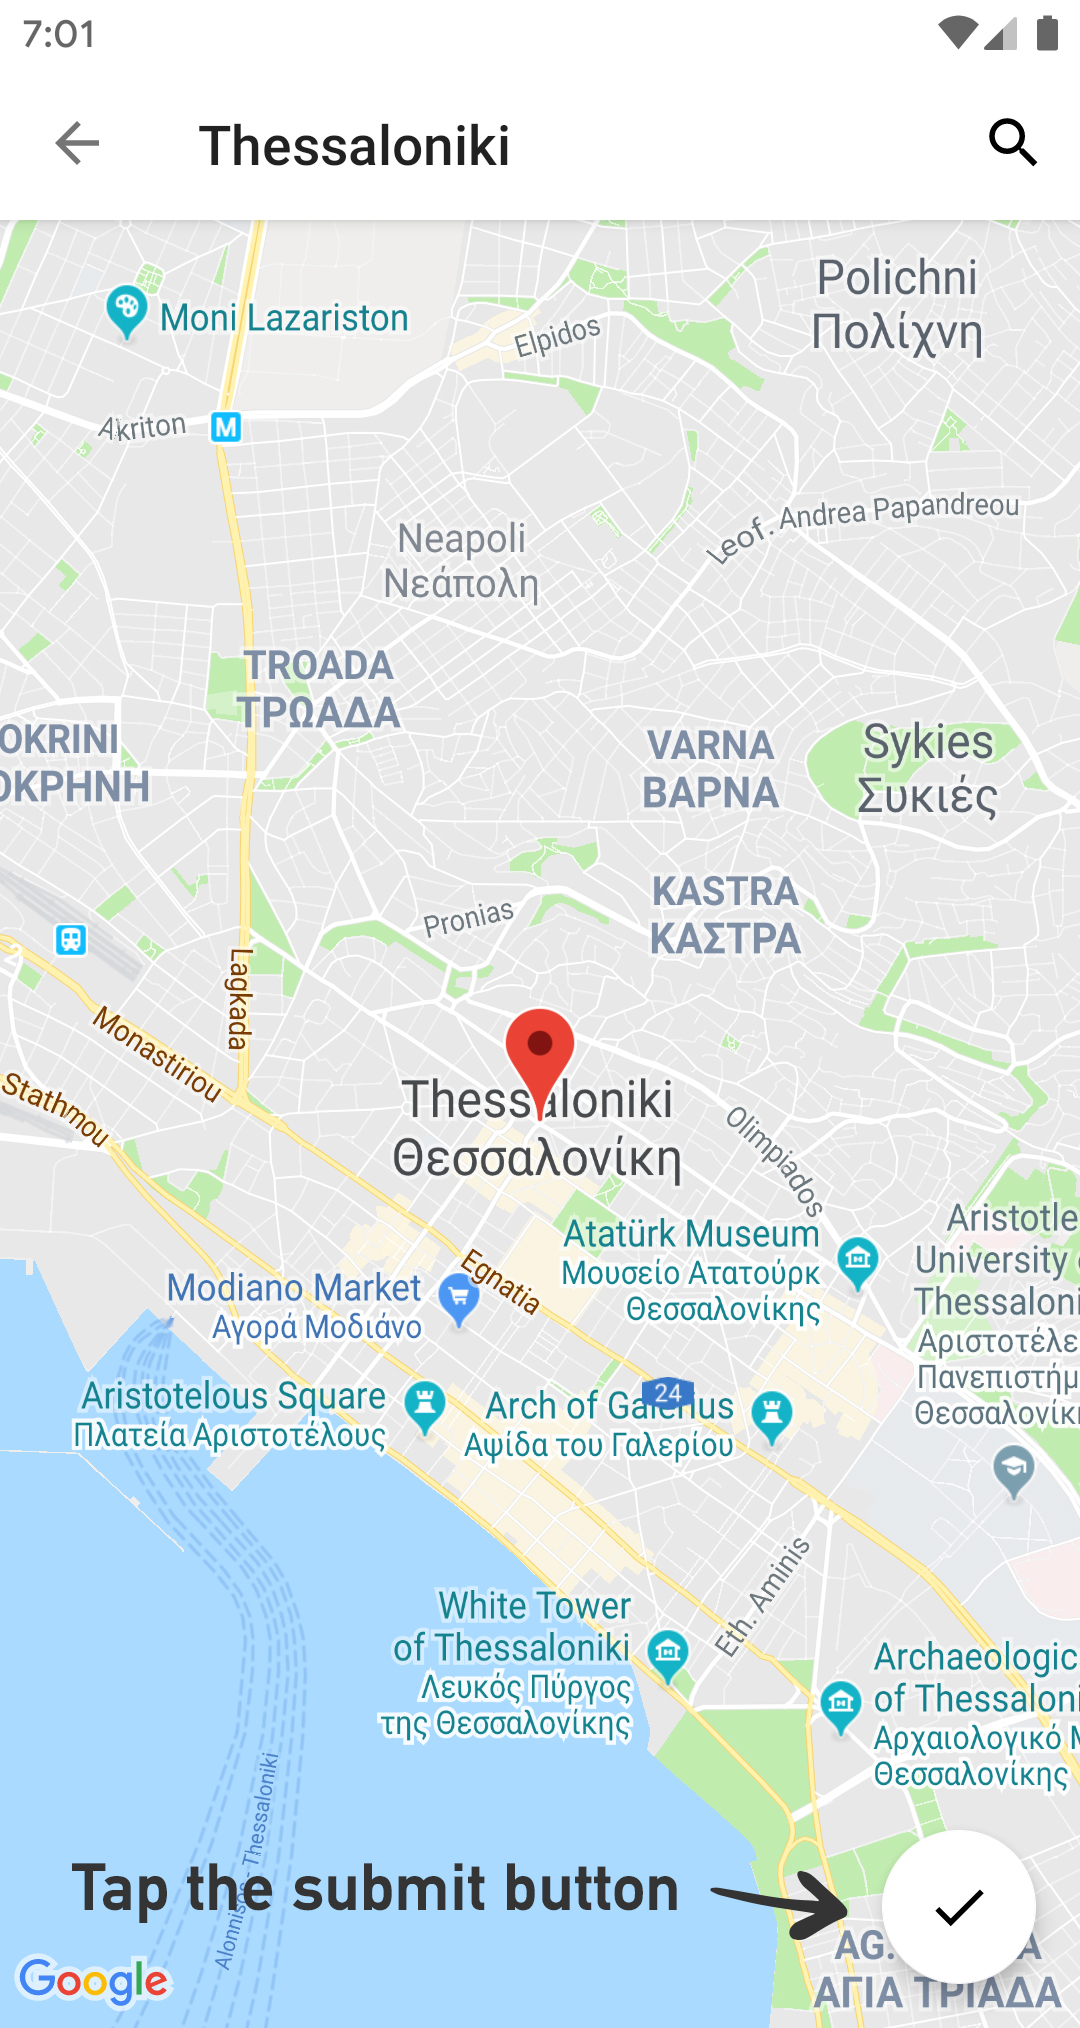 7:01
Thessaloniki
Polichni
Πολίχνη
Moni Lazariston
Elpidos
Akriton
M
Leof. Andrea Papandreou
Neapoli
Νεάπολη
TROADA
ΤΡΩΑΔΑ
OKRINI
ΟΚΡΗΝΗ
VARNA
ΒΑΡΝΑ
Sykies
Συκιές
KASTRA
ΚΑΣΤΡΑ
Pronias
Lagkada
Monastiriou
Stathmou
Thessaloniki
Θεσσαλονίκη
Olimpiados
Atatürk Museum
Μουσείο Ατατούρκ
Θεσσαλονίκης
Aristotle
University
Thessaloni
Αριστοτέλε
Πανεπιστήμ
Θεσσαλονίκ
Modiano Market
Αγορά Μοδιάνο
Egnatia
Aristotelous Square
Πλατεία Αριστοτέλους
24
Arch of Galerius
Αψίδα του Γαλερίου
Eth. Aminis
White Tower
of Thessaloniki
Λευκός Πύργος
της Θεσσαλονίκης
Archaeologic
of Thessaloni
Αρχαιολογικό
Θεσσαλονίκης
Alonnisos - Thessaloniki
Tap the submit button
AG.
ΑΓΙΑ ΤΡΙΑΔΑ
Google